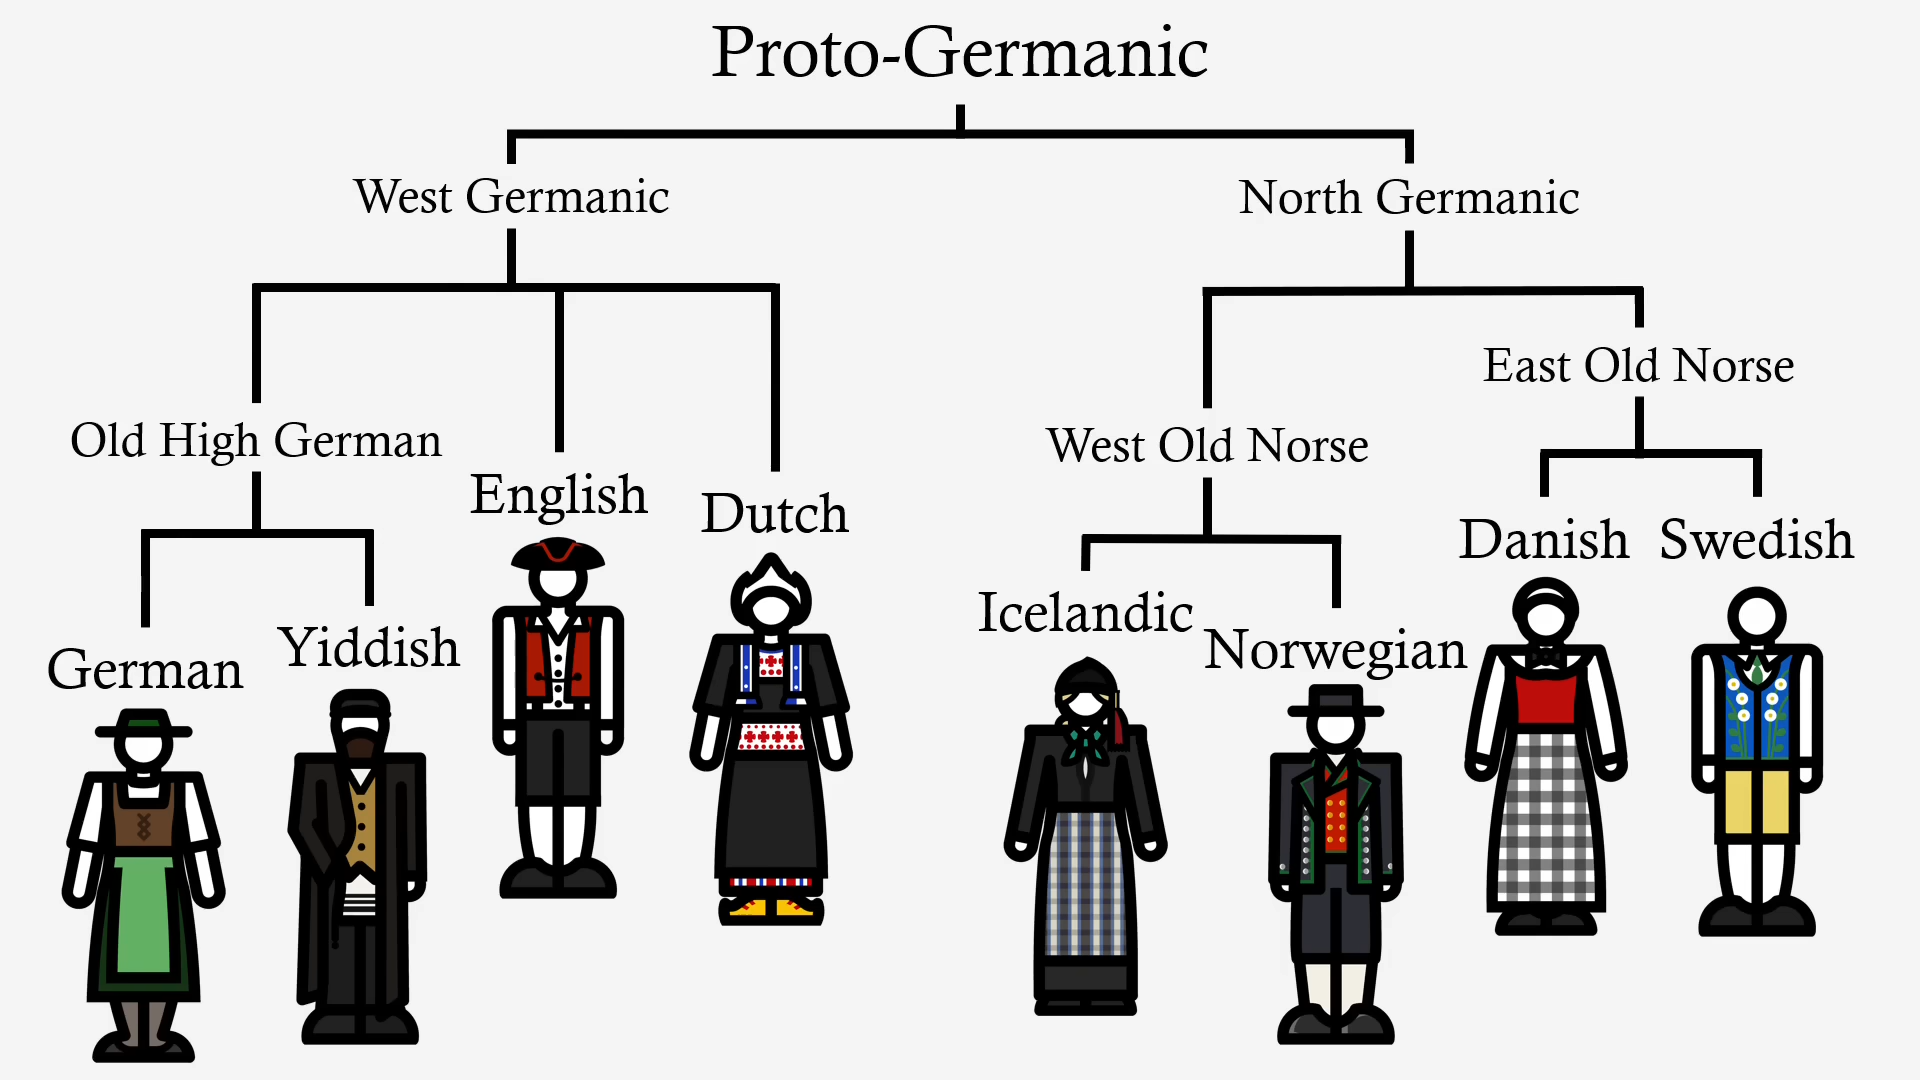 Proto-Germanic
West Germanic
North Germanic
East Old Norse
Old High German
West Old Norse
English
Dutch
Danish
Swedish
Icelandic
German
Yiddish
Norwegian